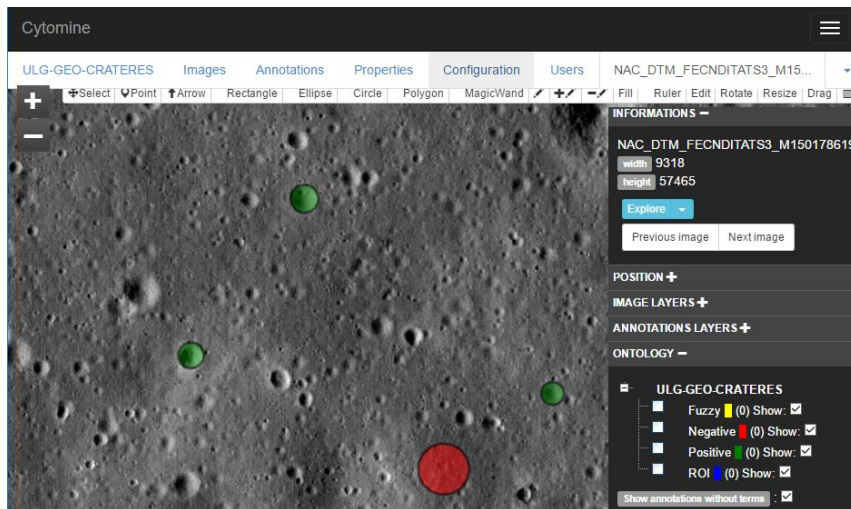 Cytomine
ULG-GEO-CRATERES Images Annotations Properties Configuration Users NAC_DTM_FECNDITATS3_M15...
Select Point Arrow Rectangle Ellipse Circle Polygon MagicWand Fill Ruler Edit Rotate Resize Drag
INFORMATIONS
NAC_DTM_FECNDITATS3_M150178619
width 9318
height 57465
Explore
Previous image Next image
POSITION
IMAGE LAYERS
ANNOTATIONS LAYERS
ONTOLOGY
ULG-GEO-CRATERES
Fuzzy (0) Show:
Negative (0) Show:
Positive (0) Show:
ROI (0) Show:
Show annotations without terms :